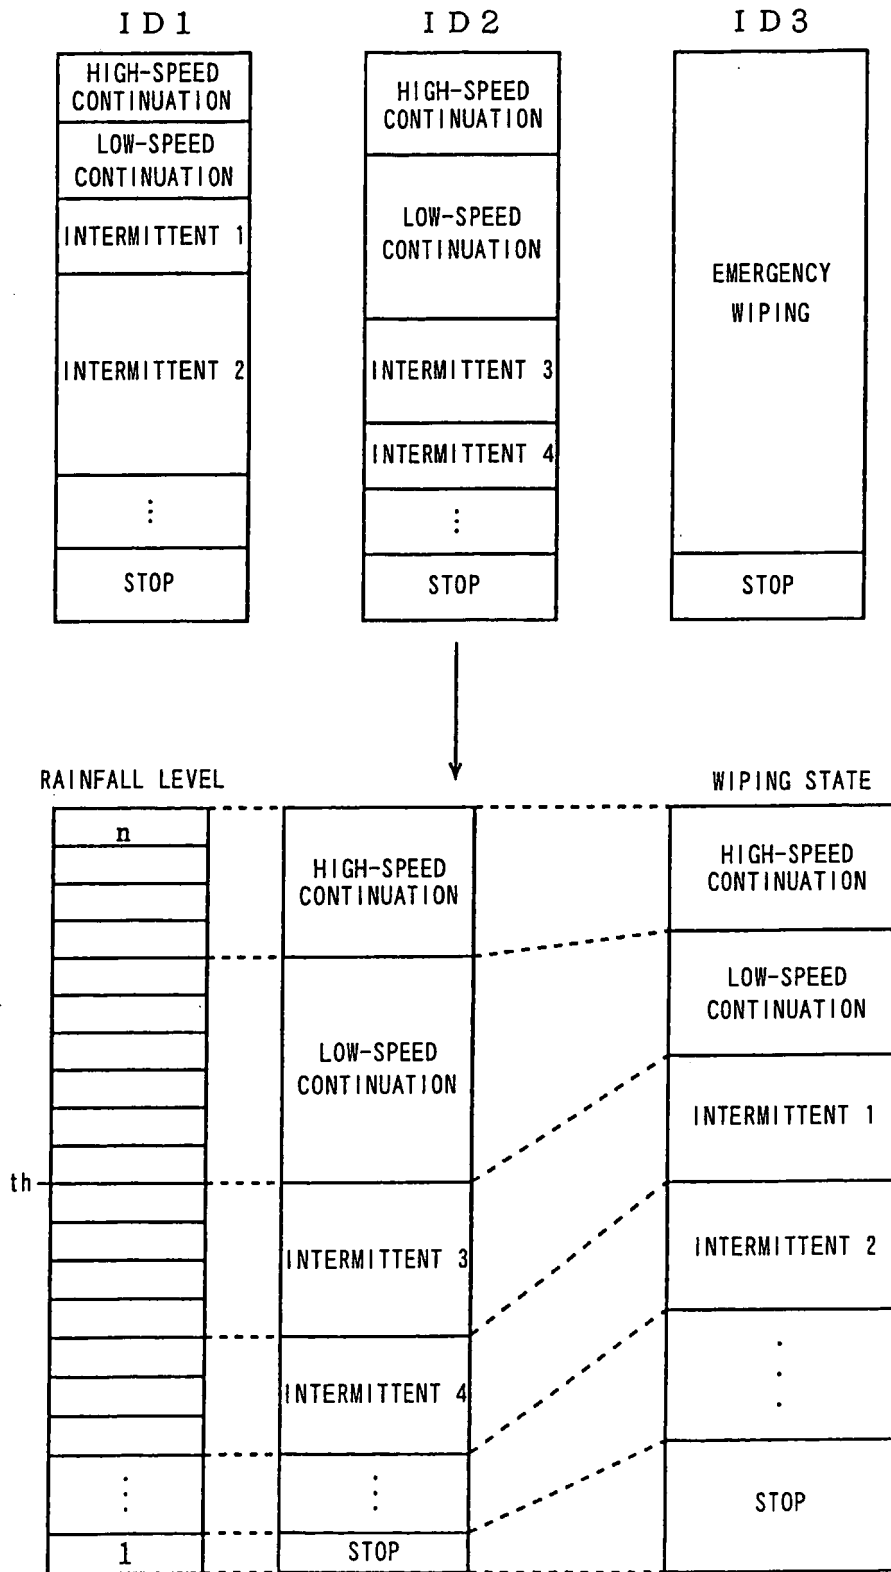 ID1
HIGH-SPEED
CONTINUATION
LOW-SPEED
CONTINUATION
INTERMITTENT 1
INTERMITTENT 2
STOP
ID2
HIGH-SPEED
CONTINUATION
LOW-SPEED
CONTINUATION
INTERMITTENT 3
INTERMITTENT 4
STOP
ID3
EMERGENCY
WIPING
STOP
RAINFALL LEVEL
n
th
1
HIGH-SPEED
CONTINUATION
LOW-SPEED
CONTINUATION
INTERMITTENT 3
INTERMITTENT 4
STOP
WIPING STATE
HIGH-SPEED
CONTINUATION
LOW-SPEED
CONTINUATION
INTERMITTENT 1
INTERMITTENT 2
STOP